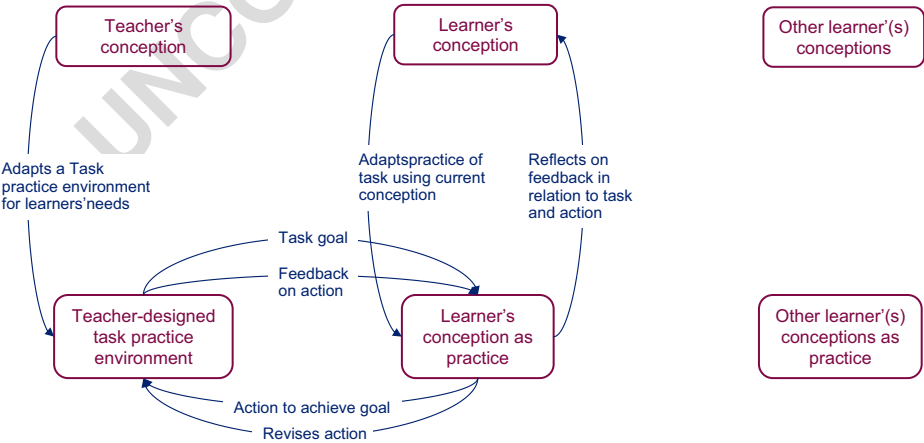 Teacher's
conception
Learner's
conception
Other learner'(s)
conceptions
UNCO
Adapts a Task
practice environment
for learners'needs
Adaptspractice of
task using current
conception
Reflects on
feedback in
relation to task
and action
Task goal
Feedback
on action
Teacher-designed
task practice
environment
Learner's
conception as
practice
Other learner'(s)
conceptions as
practice
Action to achieve goal
Revises action